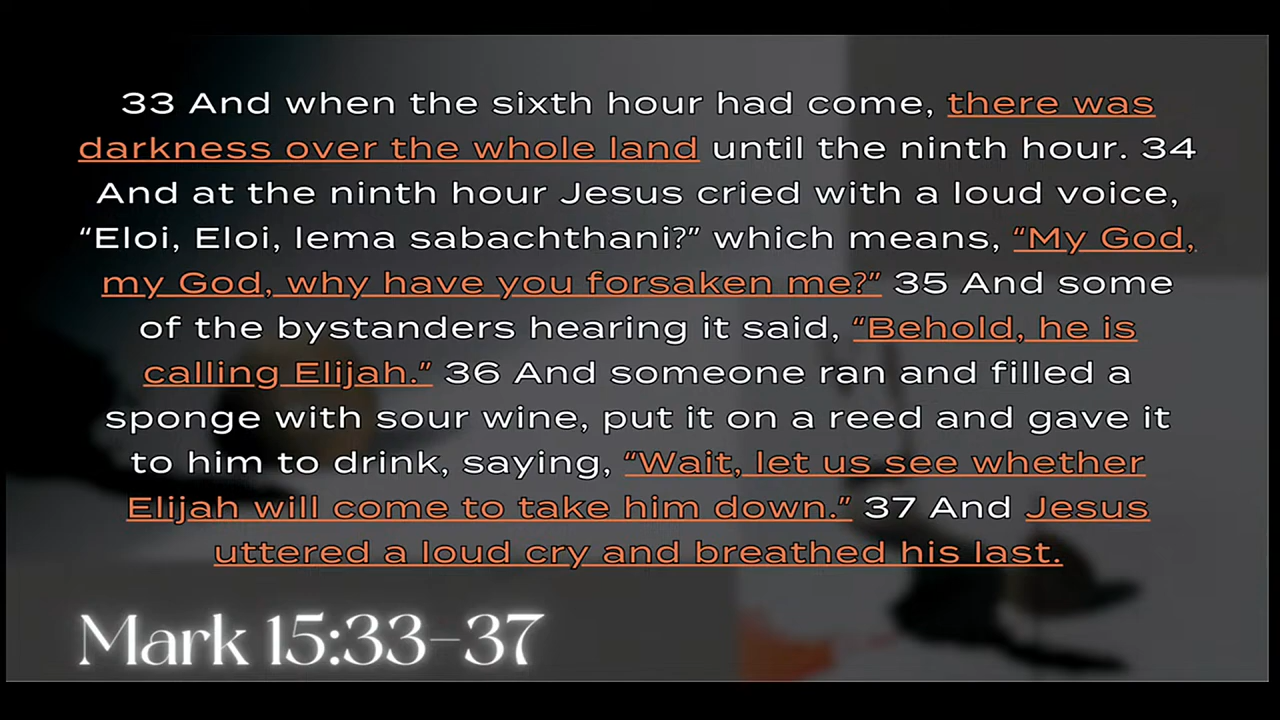 33 And when the sixth hour had come, there was
darkness over the whole land until the ninth hour. 34
And at the ninth hour Jesus cried with a loud voice,
“Eloi, Eloi, lema sabachthani?” which means, “My God,
my God, why have you forsaken me?” 35 And some
of the bystanders hearing it said, “Behold, he is
calling Elijah.” 36 And someone ran and filled a
sponge with sour wine, put it on a reed and gave it
to him to drink, saying, “Wait, let us see whether
Elijah will come to take him down.” 37 And Jesus
uttered a loud cry and breathed his last.
Mark 15:33–37